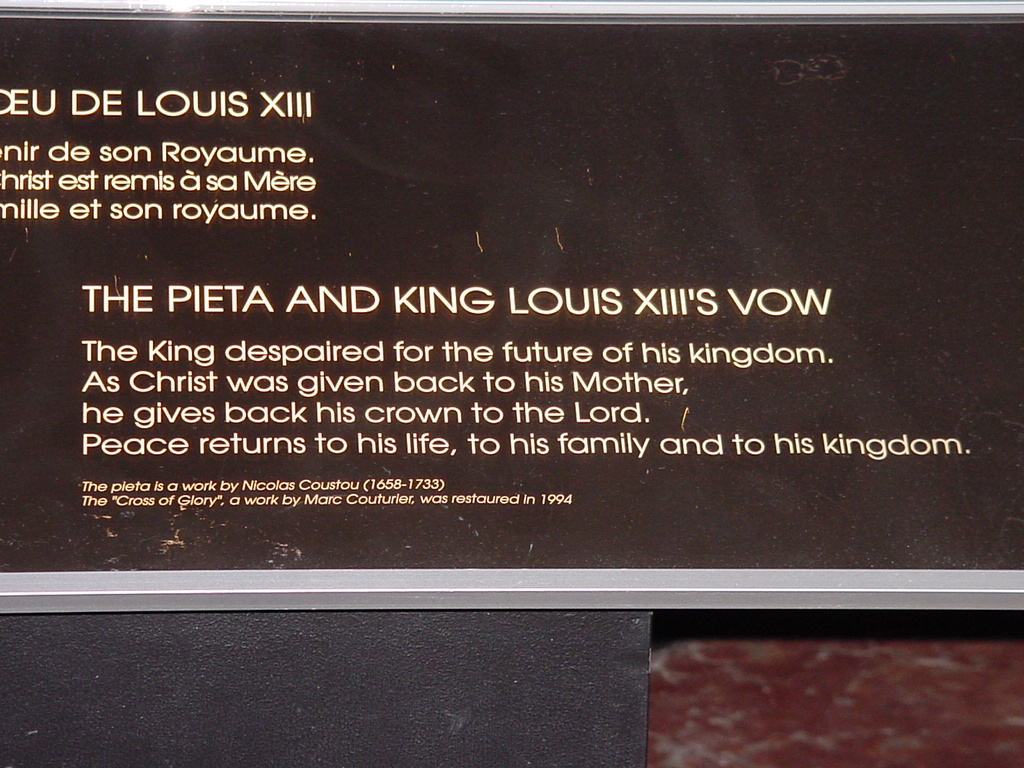 DE LOUIS XIII
de son Royaume.
est remis à sa Mère
et son royaume.
THE PIETA AND KING LOUIS XIII'S VOW
The King despaired for the future of his kingdom.
As Christ was given back to his Mother,
he gives back his crown to the Lord.
Peace returns to his life, to his family and to his kingdom.
The pieta is a work by Nicolas Coustou (1658-1733)
The "Cross of Glory", a work by Marc Couturier, was restaured in 1994